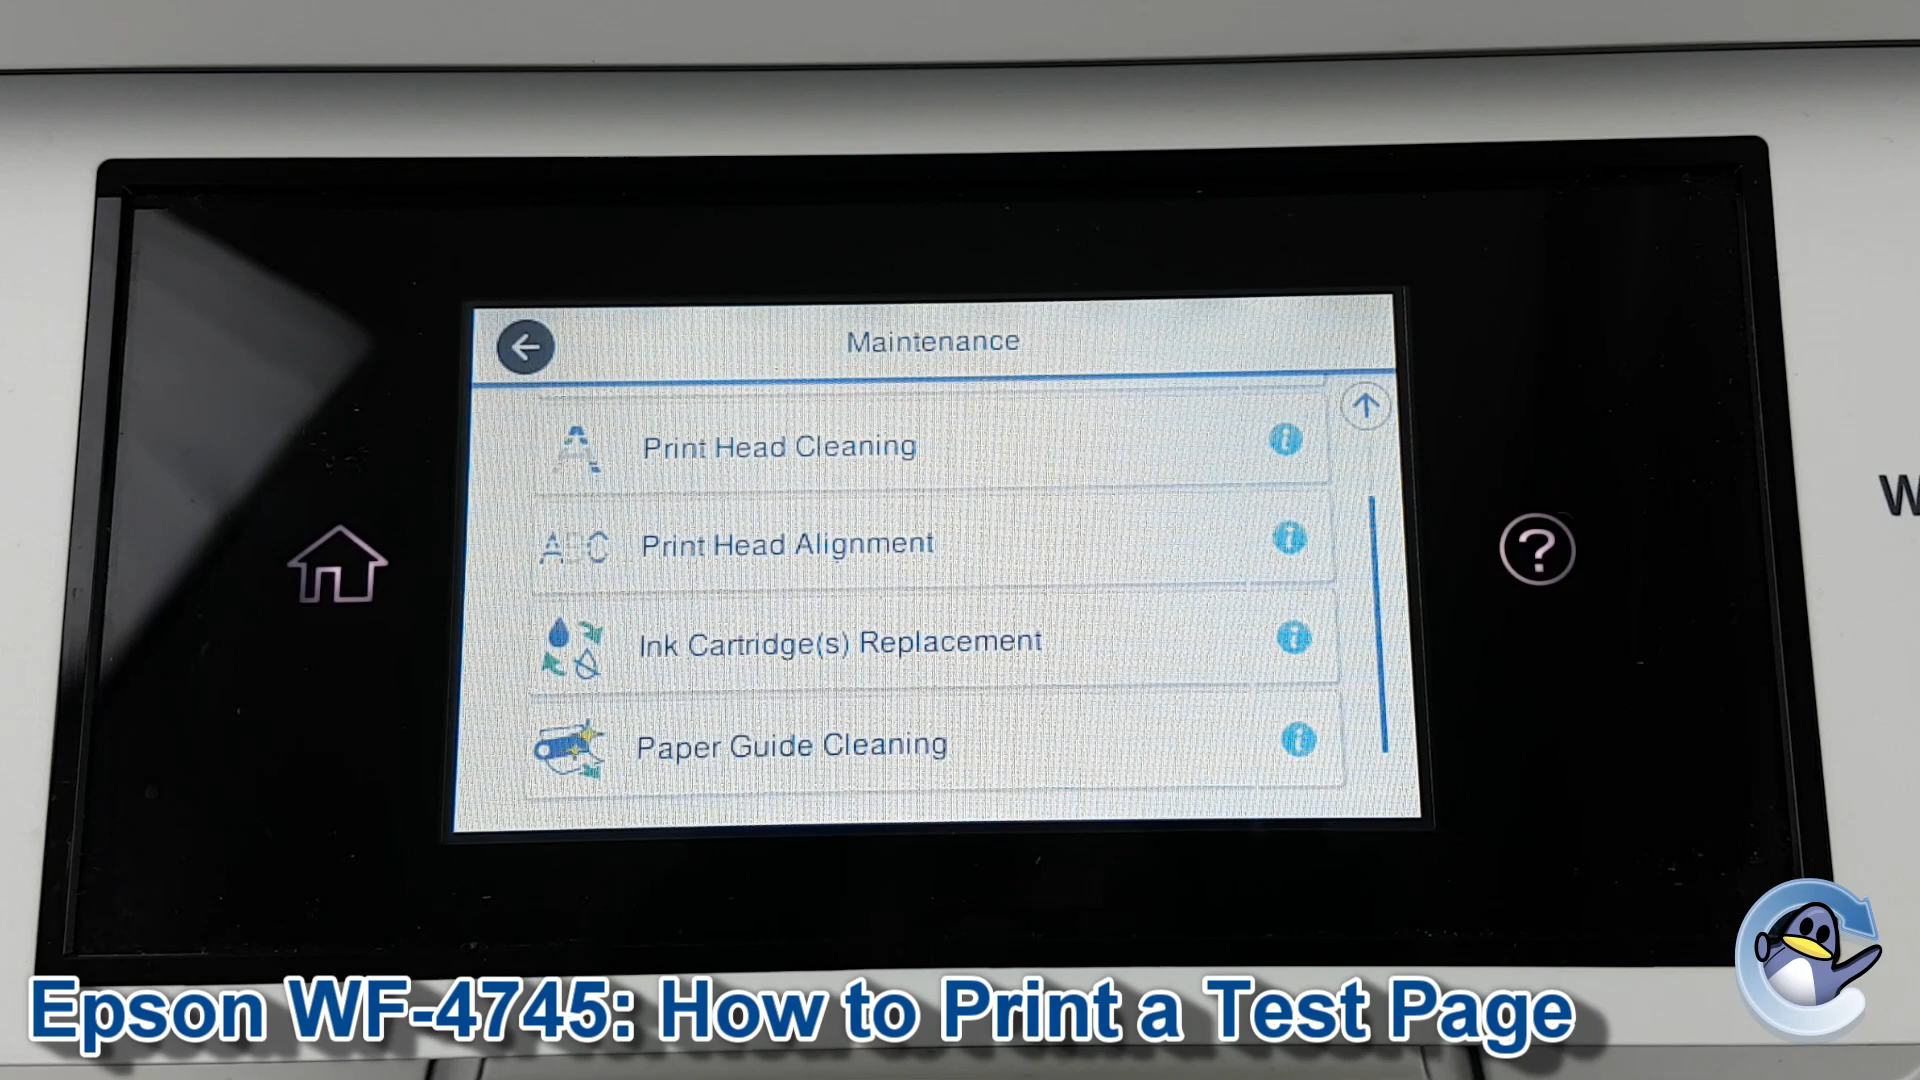 Maintenance
Print Head Cleaning
ABC Print Head Alignment
Ink Cartridge(s) Replacement
Paper Guide Cleaning
W
Epson WF-4745: How to Print a Test Page